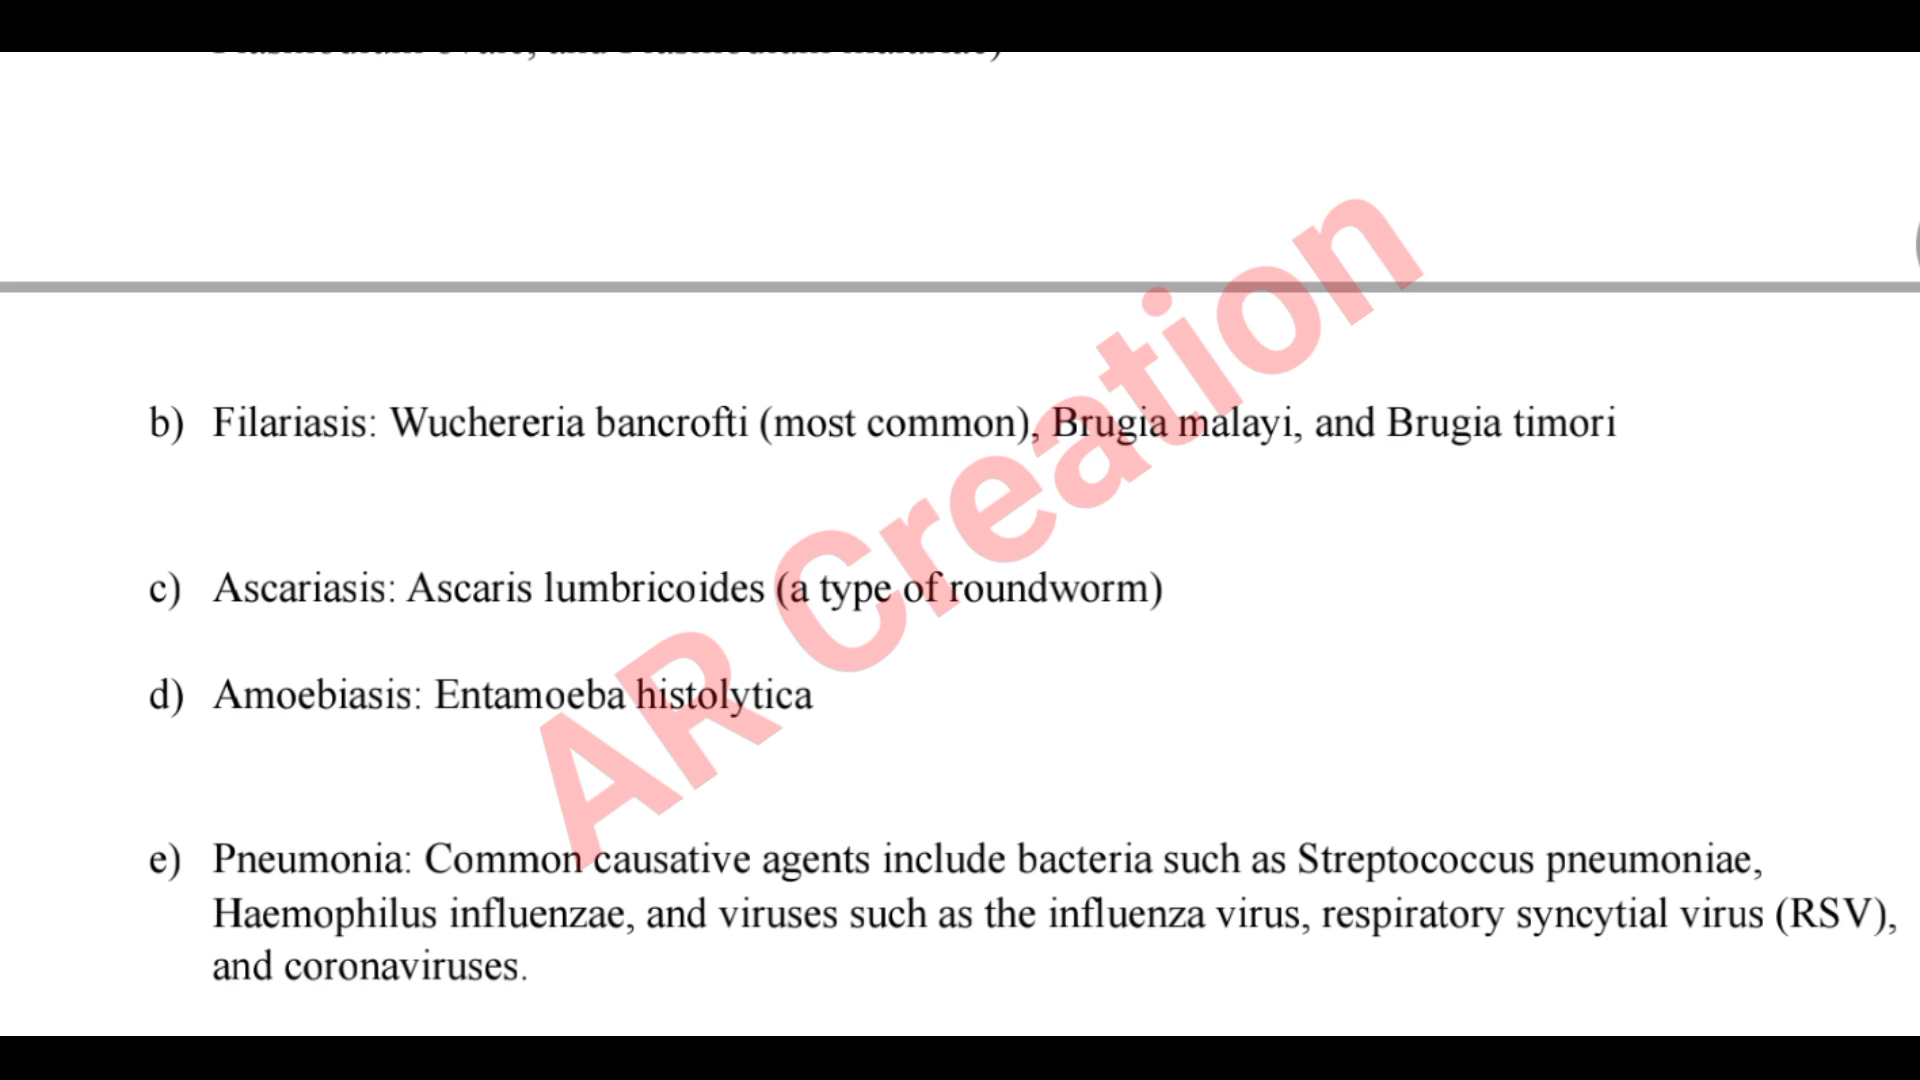 b) Filariasis: Wuchereria bancrofti (most common), Brugia malayi, and Brugia timori
c) Ascariasis: Ascaris lumbricoides (a type of roundworm)
d) Amoebiasis: Entamoeba histolytica
e) Pneumonia: Common causative agents include bacteria such as Streptococcus pneumoniae,
Haemophilus influenzae, and viruses such as the influenza virus, respiratory syncytial virus (RSV),
and coronaviruses.
AR Creation